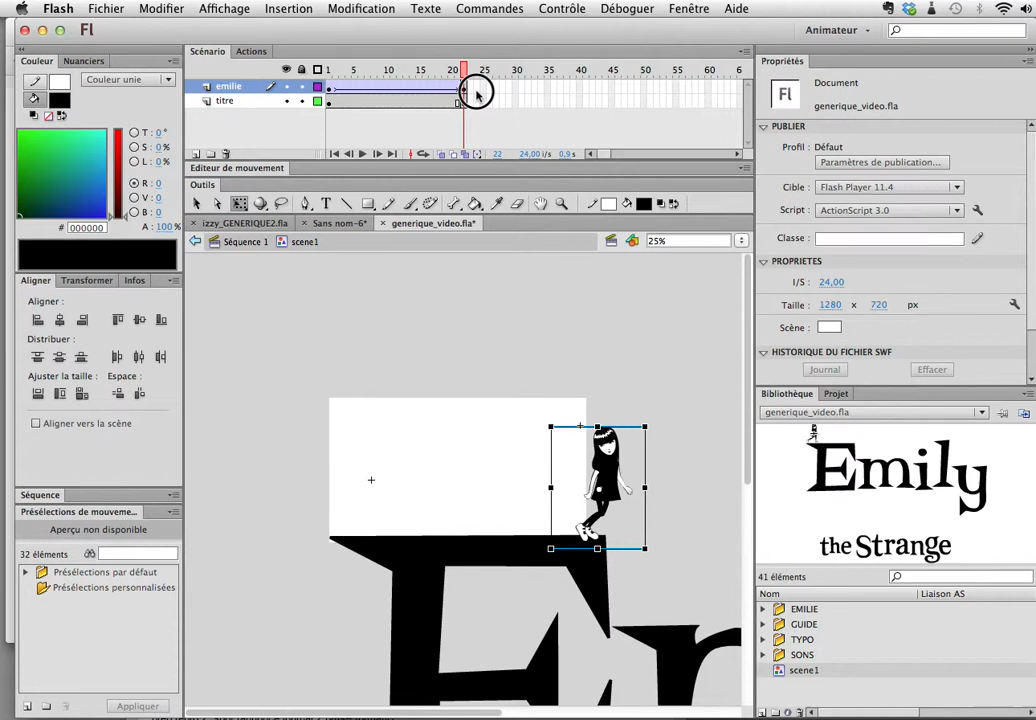 Flash Fichier Modifier Affichage Insertion Modification Texte Commandes Contrôle Déboguer Fenêtre Aide
Fl Animateur
Couleur Nuanciers
Couleur unie
T : 0 °
S : 0 %
L : 0 %
R : 0
V : 0
B : 0
# 000000 A : 100 %
Aligner Transformer Infos
Aligner :
Distribuer :
Ajuster la taille : Espace :
Aligner vers la scène
Séquence
Présélections de mouveme...
Aperçu non disponible
32 éléments
Présélections par défaut
Présélections personnalisées
Appliquer
Scénario Actions
1 5 10 15 20 25 30 35 40 45 50 55 60
emilie
titre
22 24,00 i/s 0,9 s
Editeur de mouvement
Outils
izzy_GENERIQUE2.fla Sans nom-6* generique_video.fla*
Séquence 1 scene1 25%
Em
Propriétés
Fl
Document
generique_video.fla
PUBLIER
Profil : Défaut
Paramètres de publication...
Cible : Flash Player 11.4
Script : ActionScript 3.0
Classe :
PROPRIETES
I/S : 24,00
Taille : 1280 x 720 px
Scène :
HISTORIQUE DU FICHIER SWF
Journal Effacer
Bibliothèque Projet
generique_video.fla
Emily
the Strange
41 éléments
Nom Liaison AS
EMILIE
GUIDE
TYPO
SONS
scene1